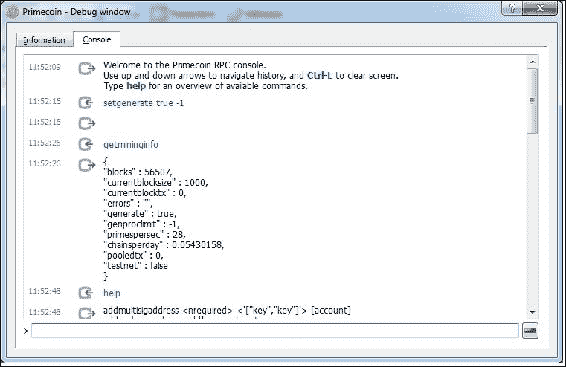 Primecoin - Debug window
Information Console
11:52:09 Welcome to the Primecoin RPC console.
Use up and down arrows to navigate history, and Ctrl-L to clear screen.
Type help for an overview of available commands.
11:52:15 setgenerate true -1
11:52:15
11:52:26 getmininginfo
11:52:26 {
"blocks" : 56507,
"currentblocksize" : 1000,
"currentblocktx" : 0,
"errors" : "",
"generate" : true,
"genproclimit" : -1,
"primespersec" : 28,
"chainsperday" : 0.05430158,
"pooledtx" : 0,
"testnet" : false
}
11:52:48 help
11:52:48 addmultisigaddress <nrequired> <'["key","key"]'> [account]
>